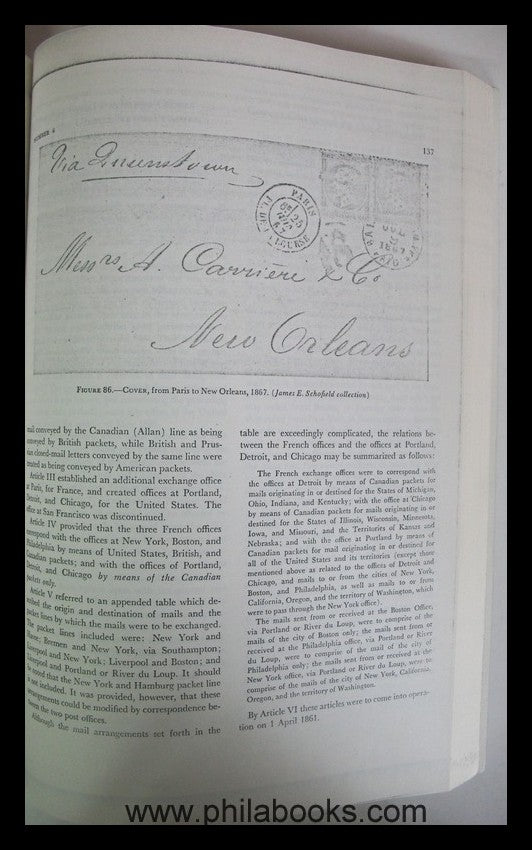 NUMBER 4
137
Via Queenstown
PARIS
Messrs A. Carrière & Co
New Orleans
FIGURE 86.—COVER, from Paris to New Orleans, 1867. (James E. Schofield collection)
mail conveyed by the Canadian (Allan) line as being
conveyed by British packets, while British and Prus-
sian closed-mail letters conveyed by the same line were
treated as being conveyed by American packets.
Article III established an additional exchange office
at Paris, for France, and created offices at Portland,
Detroit, and Chicago, for the United States. The
office at San Francisco was discontinued.
Article IV provided that the three French offices
correspond with the offices at New York, Boston, and
Philadelphia by means of United States, British, and
Canadian packets; and with the offices of Portland,
Detroit, and Chicago by means of the Canadian
packets only.
Article V referred to an appended table which de-
the origin and destination of mails and the
packet lines by which the mails were to be exchanged.
The packet lines included were: New York and
Havre; Bremen and New York, via Southampton;
Liverpool and New York; Liverpool and Boston; and
Liverpool and Portland or River du Loup. It should
be noted that the New York and Hamburg packet line
is not included. It was provided, however, that these
arrangements could be modified by correspondence be-
tween the two post offices.
Although the mail arrangements set forth in the
table are exceedingly complicated, the relations be-
tween the French offices and the offices at Portland,
Detroit, and Chicago may be summarized as follows:
The French exchange offices were to correspond with
the offices at Detroit by means of Canadian packets for
mails originating in or destined for the States of Michigan,
Ohio, Indiana, and Kentucky; with the office at Chicago
by means of Canadian packets for mails originating in or
destined for the States of Illinois, Wisconsin, Minnesota,
Iowa, and Missouri, and the Territories of Kansas and
Nebraska; and with the office at Portland by means of
Canadian packets for mail originating in or destined for
all of the United States and its territories (except those
mentioned above as related to the offices of Detroit and
Chicago, and mails to or from the cities of New York,
Boston, and Philadelphia, as well as mails to or from
California, Oregon, and the territory of Washington, which
were to pass through the New York office).
The mails sent from or received at the Boston Office,
via Portland or River du Loup, were to comprise of the
mails of the city of Boston only; the mails sent from or
received at the Philadelphia office, via Portland or River
du Loup, were to comprise of the mail of the city of
Philadelphia only; the mails sent from or received at the
New York office, via Portland or River du Loup, were to
comprise of the mails of the city of New York, California,
Oregon, and the territory of Washington.
By Article VI these articles were to come into opera-
tion on 1 April 1861.
www.philabooks.com